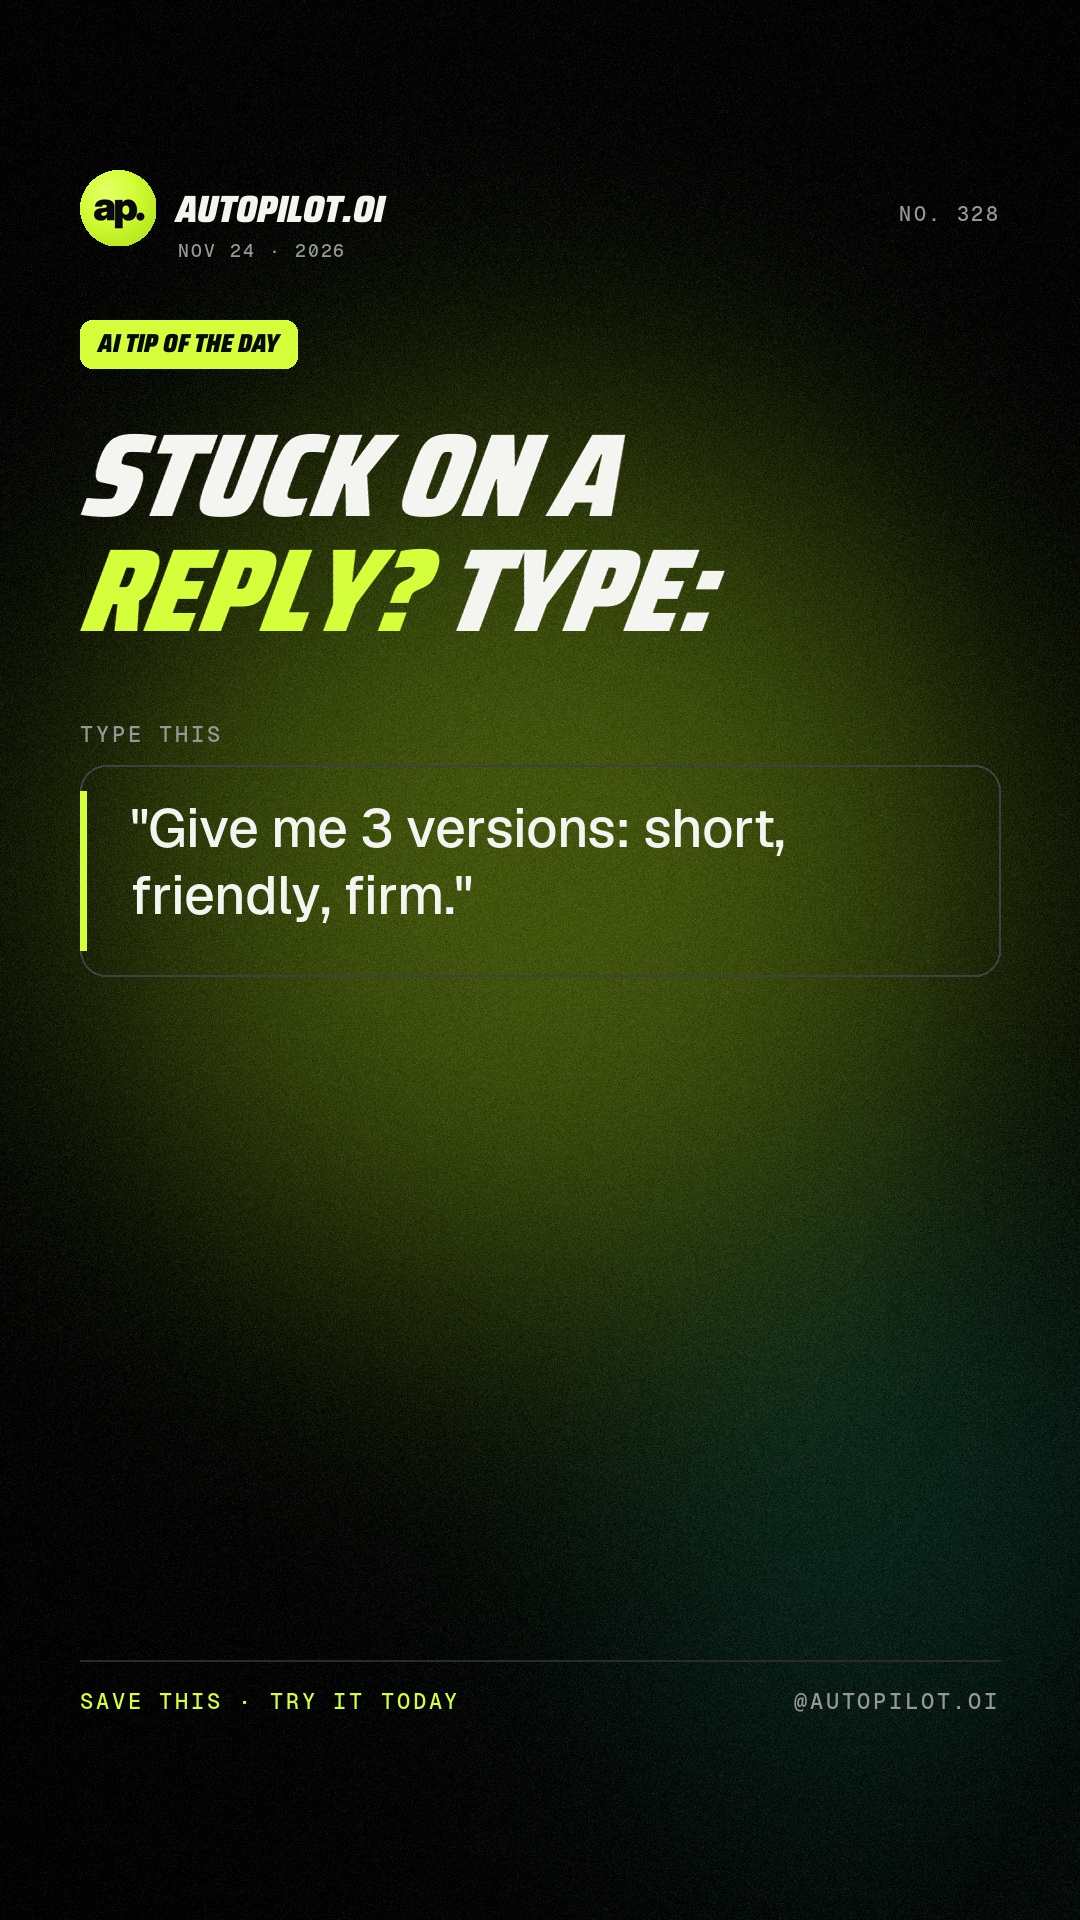 ap.
AUTOPILOT.OI
NO. 328
NOV 24 · 2026
AI TIP OF THE DAY
STUCK ON A
REPLY? TYPE:
TYPE THIS
"Give me 3 versions: short,
friendly, firm."
SAVE THIS · TRY IT TODAY
@AUTOPILOT.OI